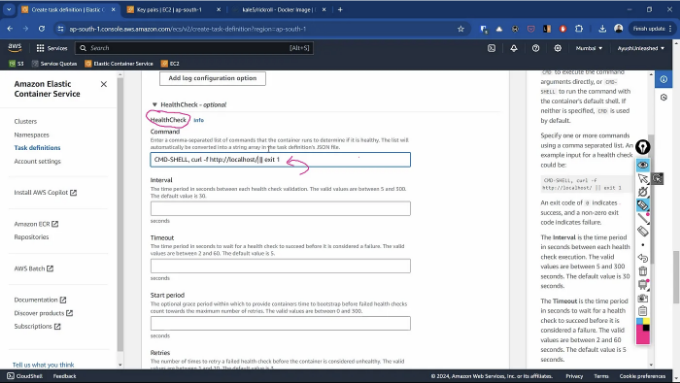 Create task definition | Elastic
Key pairs | EC2 | ap-south-1
kale5/rickroll - Docker Image |
ap-south-1.console.aws.amazon.com/ecs/v2/create-task-definition?region=ap-south-1
Finish update
aws
Services
Search
[Alt+S]
Mumbai
AyushUnleashed
S3
Service Quotas
Elastic Container Service
EC2
Amazon Elastic
Container Service
Clusters
Namespaces
Task definitions
Account settings
Install AWS Copilot
Amazon ECR
Repositories
AWS Batch
Documentation
Discover products
Subscriptions
Tell us what you think
Add log configuration option
HealthCheck - optional
HealthCheck Info
Command
Enter a comma-separated list of commands that the container runs to determine if it is healthy. The list will
automatically be converted into a string array in the task definition's JSON file.
CMD-SHELL, curl -f http://localhost/ || exit 1
Interval
The time period in seconds between each health check validation. The valid values are between 5 and 300.
The default value is 30.
seconds
Timeout
The time period in seconds to wait for a health check to succeed before it is considered a failure. The valid
values are between 2 and 60. The default value is 5.
seconds
Start period
The optional grace period within which to provide containers time to bootstrap before failed health checks
count towards the maximum number of retries. The valid values are between 0 and 300.
seconds
Retries
The number of times to retry a failed health check before the container is considered unhealthy. The valid
CMD to execute the command
arguments directly, or CMD-
SHELL to run the command
with the container's default shell. If
neither is specified, CMD is used
by default.
Specify one or more commands
using a comma separated list. An
example input for a health check
could be:
CMD-SHELL, curl -f
http://localhost/ || exit 1
An exit code of 0 indicates
success, and a non-zero exit
code indicates failure.
The Interval is the time period
in seconds between each health
check execution. The valid
values are between 5 and 300
seconds. The default value is 30
seconds.
The Timeout is the time period
in seconds to wait for a health
check to succeed before it is
considered a failure. The valid
values are between 2 and 60
seconds. The default value is 5
seconds.
CloudShell
Feedback
© 2024, Amazon Web Services, Inc. or its affiliates.
Privacy
Terms
Cookie preferences